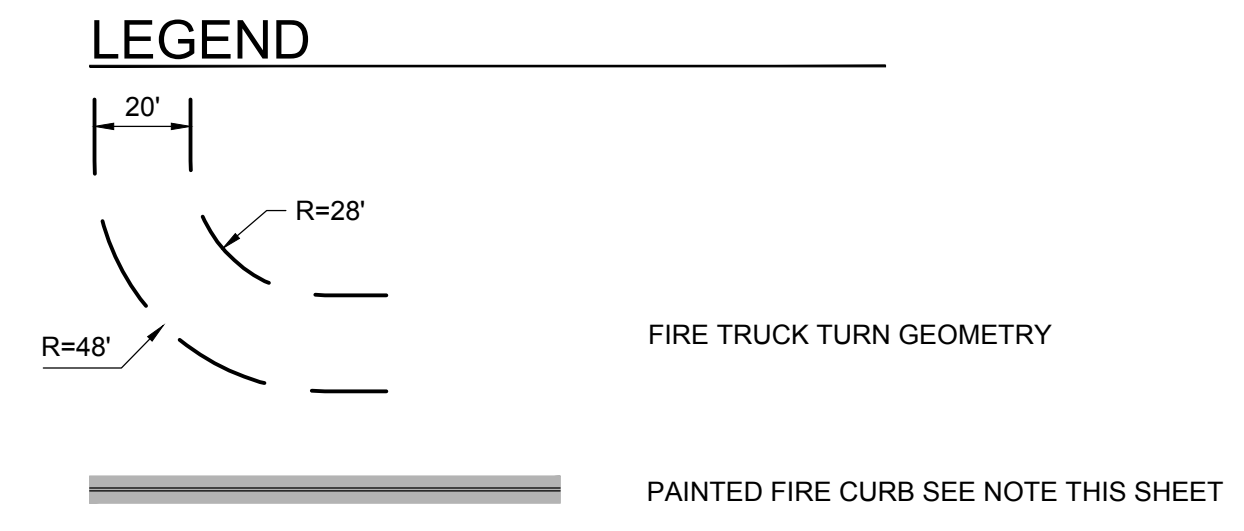 LEGEND
20'
R=28'
R=48'
FIRE TRUCK TURN GEOMETRY
PAINTED FIRE CURB SEE NOTE THIS SHEET